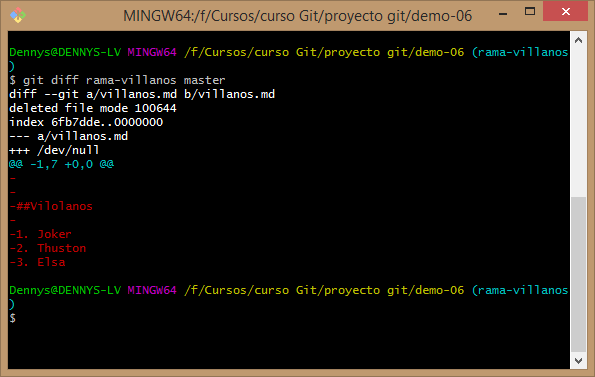 MINGW64:/f/Cursos/curso Git/proyecto git/demo-06
Dennys@DENNYS-LV MINGW64 /f/Cursos/curso Git/proyecto git/demo-06 (rama-villanos
)
$ git diff rama-villanos master
diff --git a/villanos.md b/villanos.md
deleted file mode 100644
index 6fb7dde..0000000
--- a/villanos.md
+++ /dev/null
@@ -1,7 +0,0 @@
-
-
-##Vilolanos
-
-1. Joker
-2. Thuston
-3. Elsa
Dennys@DENNYS-LV MINGW64 /f/Cursos/curso Git/proyecto git/demo-06 (rama-villanos
)
$